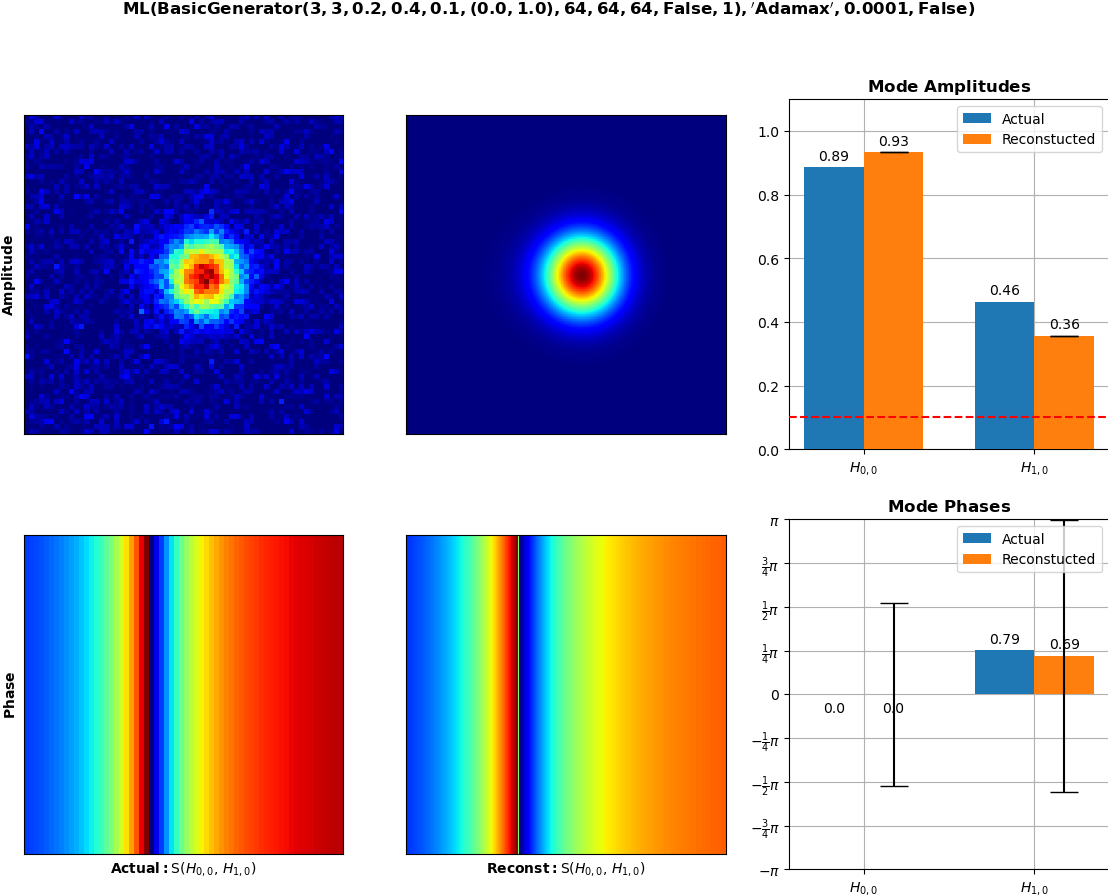 ML(BasicGenerator(3, 3, 0.2, 0.4, 0.1, (0.0, 1.0), 64, 64, 64, False, 1), ′Adamax′, 0.0001, False)
Amplitude
Mode Amplitudes
Actual
Reconstucted
1.0
0.8
0.6
0.4
0.2
0.0
0.89
0.93
0.46
0.36
H0,0
H1,0
Phase
Actual: S(H0,0, H1,0)
Reconst: S(H0,0, H1,0)
Mode Phases
Actual
Reconstucted
π
3/4π
1/2π
1/4π
0
−1/4π
−1/2π
−3/4π
−π
0.0
0.0
0.79
0.69
H0,0
H1,0